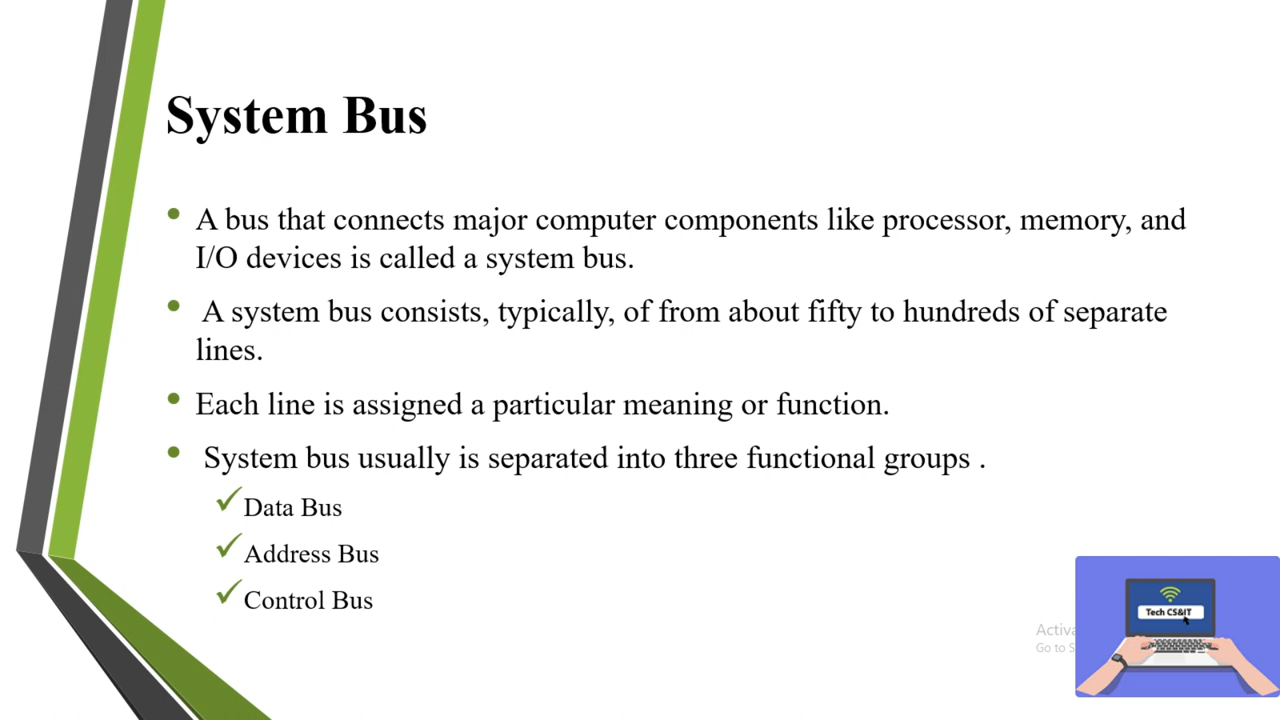 System Bus
• A bus that connects major computer components like processor, memory, and
I/O devices is called a system bus.
• A system bus consists, typically, of from about fifty to hundreds of separate
lines.
• Each line is assigned a particular meaning or function.
• System bus usually is separated into three functional groups .
✓Data Bus
✓Address Bus
✓Control Bus
Tech CS&IT
Go to